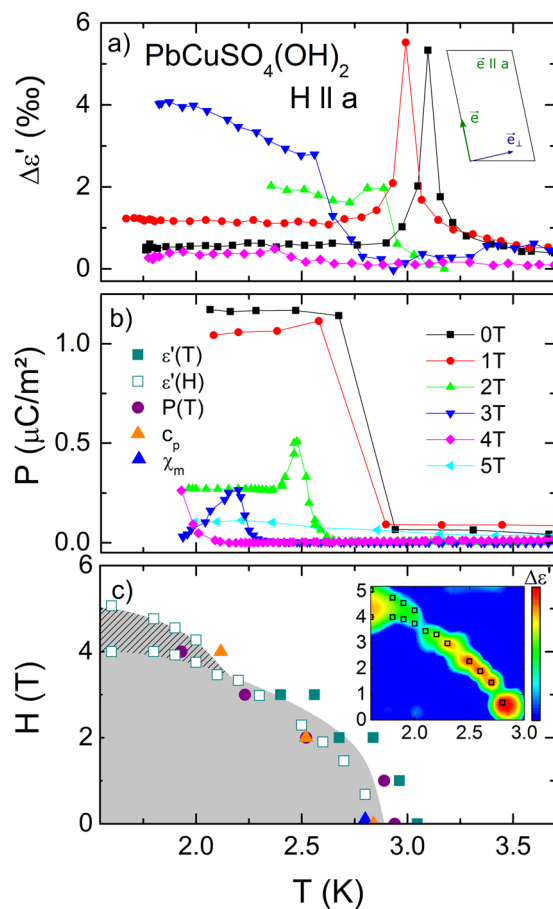 a) PbCuSO₄(OH)₂
H ll a
e⃗ ll a
e⃗
e⃗⊥
Δε' (‰)
6
4
2
0
b)
ε'(T)
ε'(H)
P(T)
cₚ
χₘ
0T
1T
2T
3T
4T
5T
P (μC/m²)
1.0
0.5
0.0
c)
Δε
5
4
3
2
1
0
2.0
2.5
3.0
H (T)
6
4
2
0
2.0
2.5
3.0
3.5
T (K)